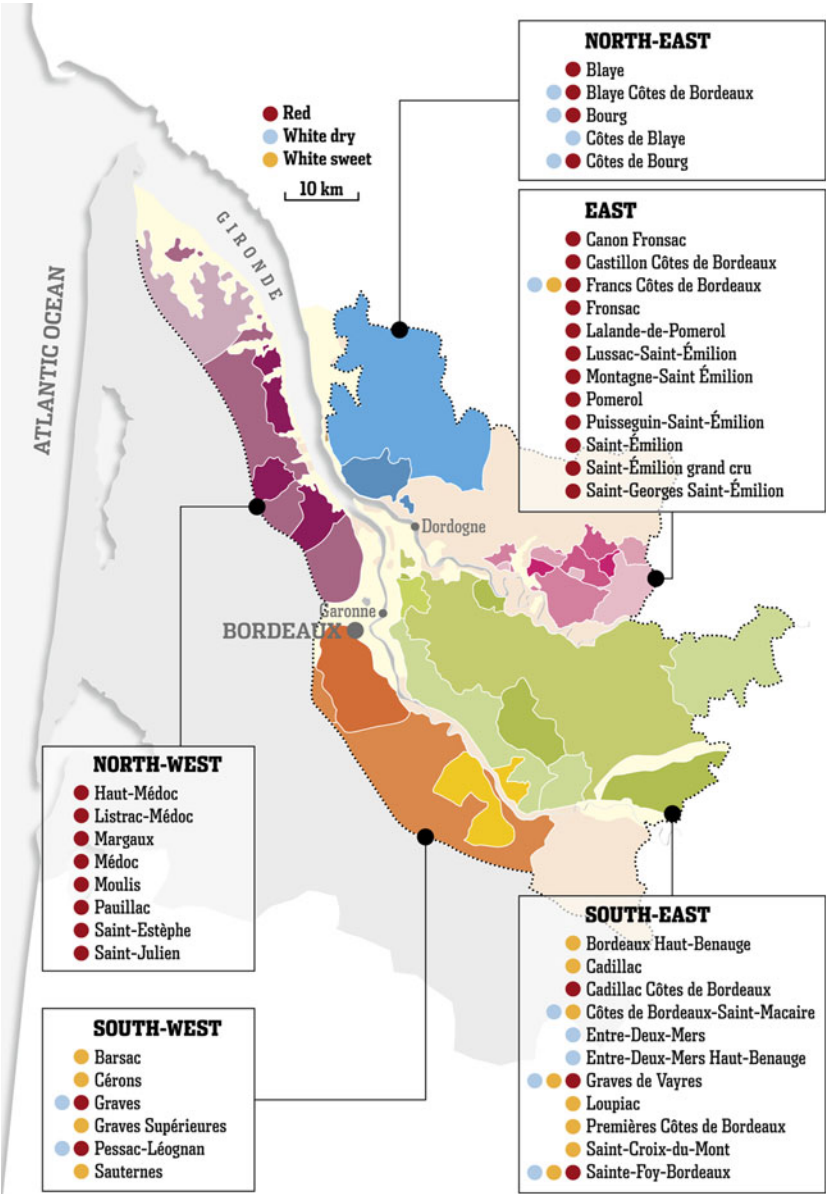 NORTH-EAST
Blaye
Blaye Côtes de Bordeaux
Bourg
Côtes de Blaye
Côtes de Bourg
Red
White dry
White sweet
10 km
EAST
Canon Fronsac
Castillon Côtes de Bordeaux
Francs Côtes de Bordeaux
Fronsac
Lalande-de-Pomerol
Lussac-Saint-Émilion
Montagne-Saint Émilion
Pomerol
Puisseguin-Saint-Émilion
Saint-Émilion
Saint-Émilion grand cru
Saint-Georges Saint-Émilion
GIRONDE
ATLANTIC OCEAN
Dordogne
Garonne
BORDEAUX
NORTH-WEST
Haut-Médoc
Listrac-Médoc
Margaux
Médoc
Moulis
Pauillac
Saint-Estèphe
Saint-Julien
SOUTH-WEST
Barsac
Cérons
Graves
Graves Supérieures
Pessac-Léognan
Sauternes
SOUTH-EAST
Bordeaux Haut-Benauge
Cadillac
Cadillac Côtes de Bordeaux
Côtes de Bordeaux-Saint-Macaire
Entre-Deux-Mers
Entre-Deux-Mers Haut-Benauge
Graves de Vayres
Loupiac
Premières Côtes de Bordeaux
Saint-Croix-du-Mont
Sainte-Foy-Bordeaux